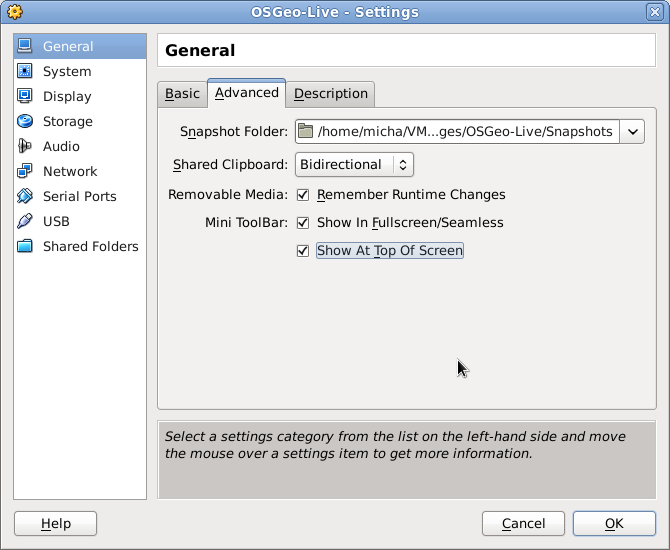 OSGeo-Live - Settings
General
System
Display
Storage
Audio
Network
Serial Ports
USB
Shared Folders
General
Basic
Advanced
Description
Snapshot Folder: /home/micha/VM...ges/OSGeo-Live/Snapshots
Shared Clipboard: Bidirectional
Removable Media: Remember Runtime Changes
Mini ToolBar: Show In Fullscreen/Seamless
Show At Top Of Screen
Select a settings category from the list on the left-hand side and move
the mouse over a settings item to get more information.
Help
Cancel
OK